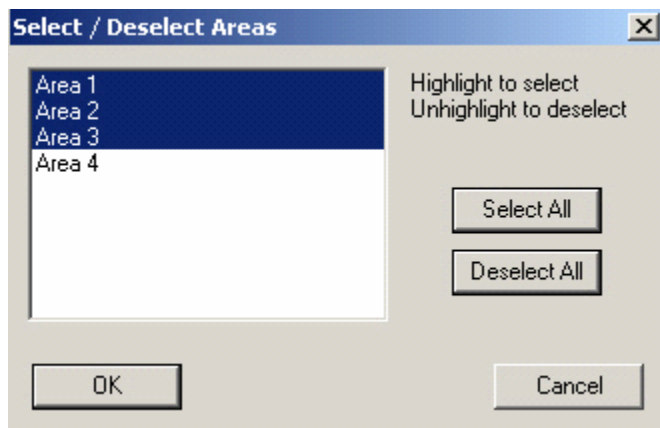 Select / Deselect Areas
Area 1
Area 2
Area 3
Area 4
Highlight to select
Unhighlight to deselect
Select All
Deselect All
OK
Cancel